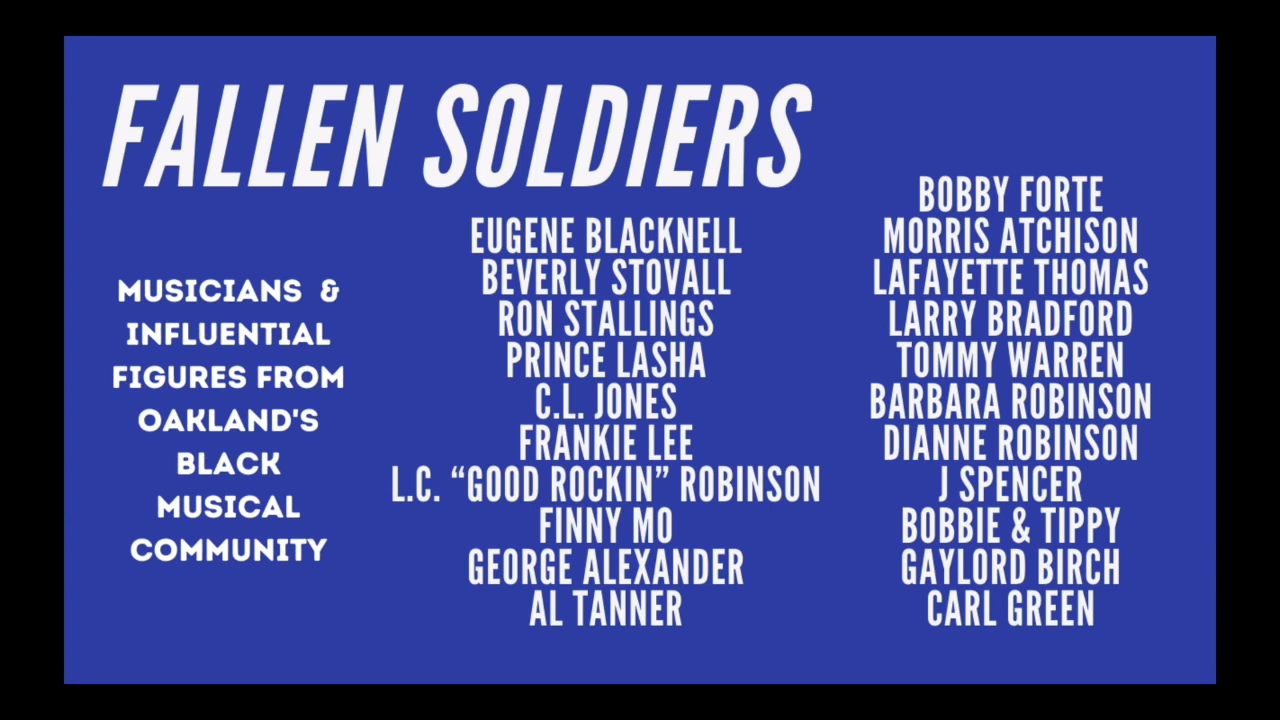 FALLEN SOLDIERS
MUSICIANS & 
INFLUENTIAL
FIGURES FROM
OAKLAND'S
BLACK
MUSICAL
COMMUNITY
EUGENE BLACKNELL
BEVERLY STOVALL
RON STALLINGS
PRINCE LASHA
C.L. JONES
FRANKIE LEE
L.C. “GOOD ROCKIN” ROBINSON
FINNY MO
GEORGE ALEXANDER
AL TANNER
BOBBY FORTE
MORRIS ATCHISON
LAFAYETTE THOMAS
LARRY BRADFORD
TOMMY WARREN
BARBARA ROBINSON
DIANNE ROBINSON
J SPENCER
BOBBIE & TIPPY
GAYLORD BIRCH
CARL GREEN